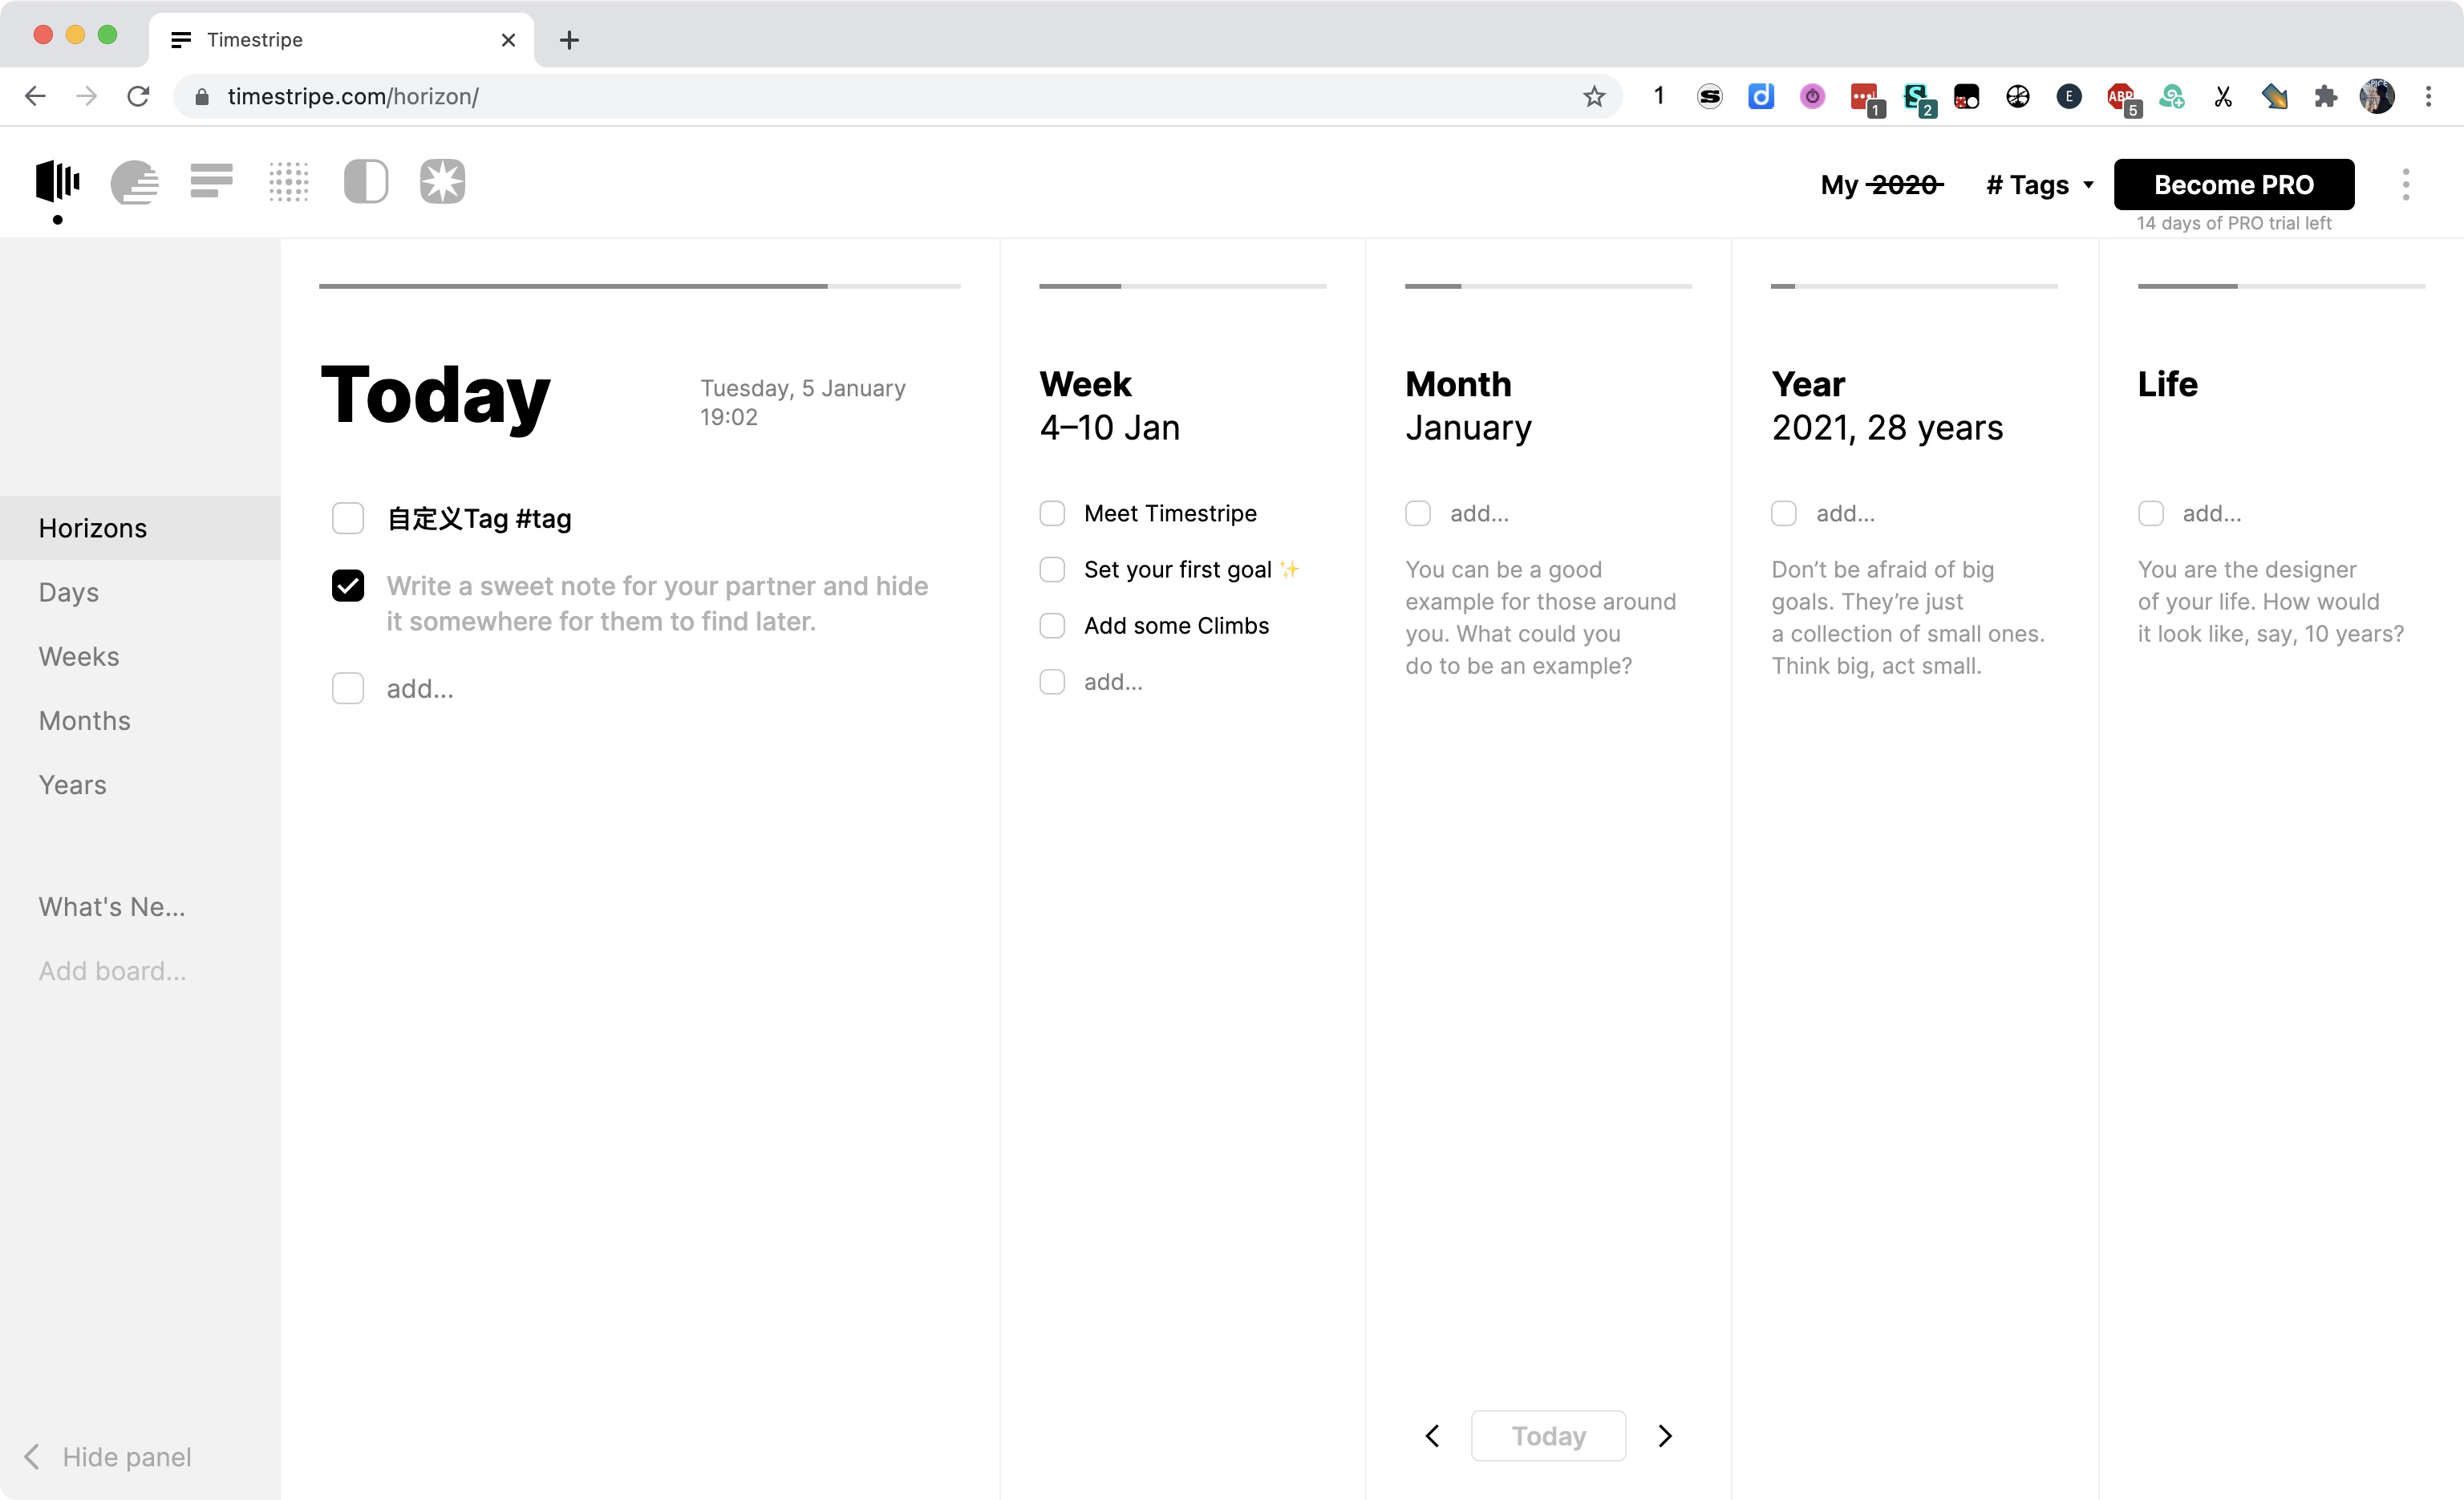 Timestripe
timestripe.com/horizon/
1
1
2
E
ABP
5
My 2020
# Tags
Become PRO
14 days of PRO trial left
Horizons
Days
Weeks
Months
Years
What's Ne...
Add board...
Hide panel
Today
Tuesday, 5 January
19:02
自定义Tag #tag
Write a sweet note for your partner and hide
it somewhere for them to find later.
add...
Week
4–10 Jan
Meet Timestripe
Set your first goal ✨
Add some Climbs
add...
Month
January
add...
You can be a good
example for those around
you. What could you
do to be an example?
Year
2021, 28 years
add...
Don’t be afraid of big
goals. They’re just
a collection of small ones.
Think big, act small.
Life
add...
You are the designer
of your life. How would
it look like, say, 10 years?
Today